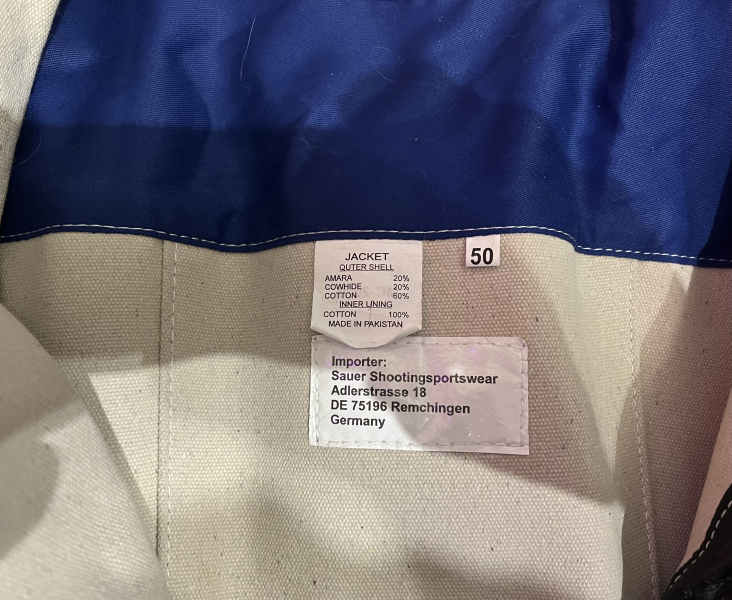 JACKET
QUTER SHELL
AMARA 20%
COWHIDE 20%
COTTON 60%
INNER LINING
COTTON 100%
MADE IN PAKISTAN
50
Importer:
Sauer Shootingsportswear
Adlerstrasse 18
DE 75196 Remchingen
Germany